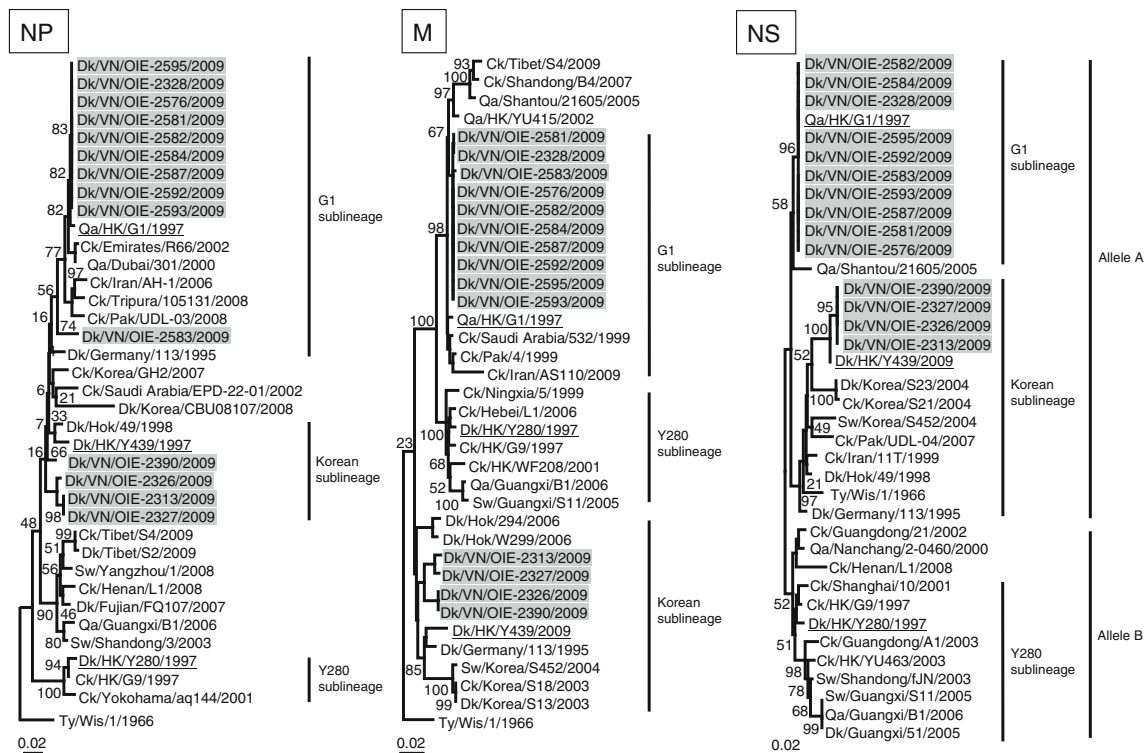 NP
Dk/VN/OIE-2595/2009
Dk/VN/OIE-2328/2009
Dk/VN/OIE-2576/2009
Dk/VN/OIE-2581/2009
Dk/VN/OIE-2582/2009
Dk/VN/OIE-2584/2009
Dk/VN/OIE-2587/2009
Dk/VN/OIE-2592/2009
Dk/VN/OIE-2593/2009
Qa/HK/G1/1997
Ck/Emirates/R66/2002
Qa/Dubai/301/2000
Ck/Iran/AH-1/2006
Ck/Tripura/105131/2008
Ck/Pak/UDL-03/2008
Dk/VN/OIE-2583/2009
Dk/Germany/113/1995
Ck/Korea/GH2/2007
Ck/Saudi Arabia/EPD-22-01/2002
Dk/Korea/CBU08107/2008
Dk/Hok/49/1998
Dk/HK/Y439/1997
Dk/VN/OIE-2390/2009
Dk/VN/OIE-2326/2009
Dk/VN/OIE-2313/2009
Dk/VN/OIE-2327/2009
Ck/Tibet/S4/2009
Dk/Tibet/S2/2009
Sw/Yangzhou/1/2008
Ck/Henan/L1/2008
Dk/Fujian/FQ107/2007
Qa/Guangxi/B1/2006
Sw/Shandong/3/2003
Dk/HK/Y280/1997
Ck/HK/G9/1997
Ck/Yokohama/aq144/2001
Ty/Wis/1/1966
83
82
82
77
97
56
16
74
6
21
33
7
16
66
98
48
99
51
56
46
90
80
94
100
G1
sublineage
Korean
sublineage
Y280
sublineage
0.02
M
Ck/Tibet/S4/2009
Ck/Shandong/B4/2007
Qa/Shantou/21605/2005
Qa/HK/YU415/2002
Dk/VN/OIE-2581/2009
Dk/VN/OIE-2328/2009
Dk/VN/OIE-2583/2009
Dk/VN/OIE-2576/2009
Dk/VN/OIE-2582/2009
Dk/VN/OIE-2584/2009
Dk/VN/OIE-2587/2009
Dk/VN/OIE-2592/2009
Dk/VN/OIE-2595/2009
Dk/VN/OIE-2593/2009
Qa/HK/G1/1997
Ck/Saudi Arabia/532/1999
Ck/Pak/4/1999
Ck/Iran/AS110/2009
Ck/Ningxia/5/1999
Ck/Hebei/L1/2006
Dk/HK/Y280/1997
Ck/HK/G9/1997
Ck/HK/WF208/2001
Qa/Guangxi/B1/2006
Sw/Guangxi/S11/2005
Dk/Hok/294/2006
Dk/Hok/W299/2006
Dk/VN/OIE-2313/2009
Dk/VN/OIE-2327/2009
Dk/VN/OIE-2326/2009
Dk/VN/OIE-2390/2009
Dk/HK/Y439/2009
Dk/Germany/113/1995
Sw/Korea/S452/2004
Ck/Korea/S18/2003
Dk/Korea/S13/2003
Ty/Wis/1/1966
93
100
97
67
98
100
100
23
68
52
100
85
100
99
G1
sublineage
Y280
sublineage
Korean
sublineage
0.02
NS
Dk/VN/OIE-2582/2009
Dk/VN/OIE-2584/2009
Dk/VN/OIE-2328/2009
Qa/HK/G1/1997
Dk/VN/OIE-2595/2009
Dk/VN/OIE-2592/2009
Dk/VN/OIE-2583/2009
Dk/VN/OIE-2593/2009
Dk/VN/OIE-2587/2009
Dk/VN/OIE-2581/2009
Dk/VN/OIE-2576/2009
Qa/Shantou/21605/2005
Dk/VN/OIE-2390/2009
Dk/VN/OIE-2327/2009
Dk/VN/OIE-2326/2009
Dk/VN/OIE-2313/2009
Dk/HK/Y439/2009
Dk/Korea/S23/2004
Ck/Korea/S21/2004
Sw/Korea/S452/2004
Ck/Pak/UDL-04/2007
Ck/Iran/11T/1999
Dk/Hok/49/1998
Ty/Wis/1/1966
Dk/Germany/113/1995
Ck/Guangdong/21/2002
Qa/Nanchang/2-0460/2000
Ck/Henan/L1/2008
Ck/Shanghai/10/2001
Ck/HK/G9/1997
Dk/HK/Y280/1997
Ck/Guangdong/A1/2003
Ck/HK/YU463/2003
Sw/Shandong/fJN/2003
Sw/Guangxi/S11/2005
Qa/Guangxi/B1/2006
Dk/Guangxi/51/2005
96
58
95
100
52
100
49
21
97
52
51
98
78
68
99
G1
sublineage
Korean
sublineage
Y280
sublineage
Allele A
Allele B
0.02